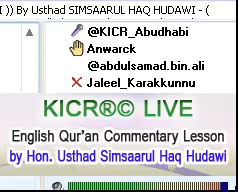 I )) By Usthad SIMSAARUL HAQ HUDAWI - (
@KICR_Abudhabi
Anwarck
@abdulsamad.bin.ali
Jaleel_Karakkunnu
KICR®© LIVE
English Qur'an Commentary Lesson
by Hon. Usthad Simsaarul Haq Hudawi